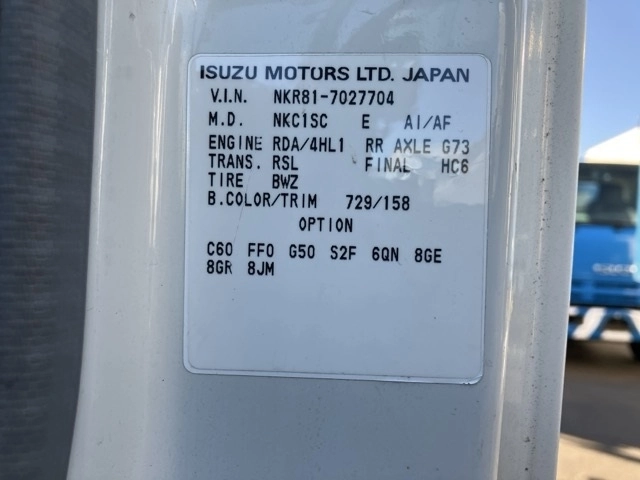 ISUZU MOTORS LTD. JAPAN
V.I.N. NKR81-7027704
M.D. NKC1SC E AI/AF
ENGINE RDA/4HL1 RR AXLE G73
TRANS. RSL FINAL HC6
TIRE BWZ
B.COLOR/TRIM 729/158
OPTION
C60 FF0 G50 S2F 6QN 8GE
8GR 8JM